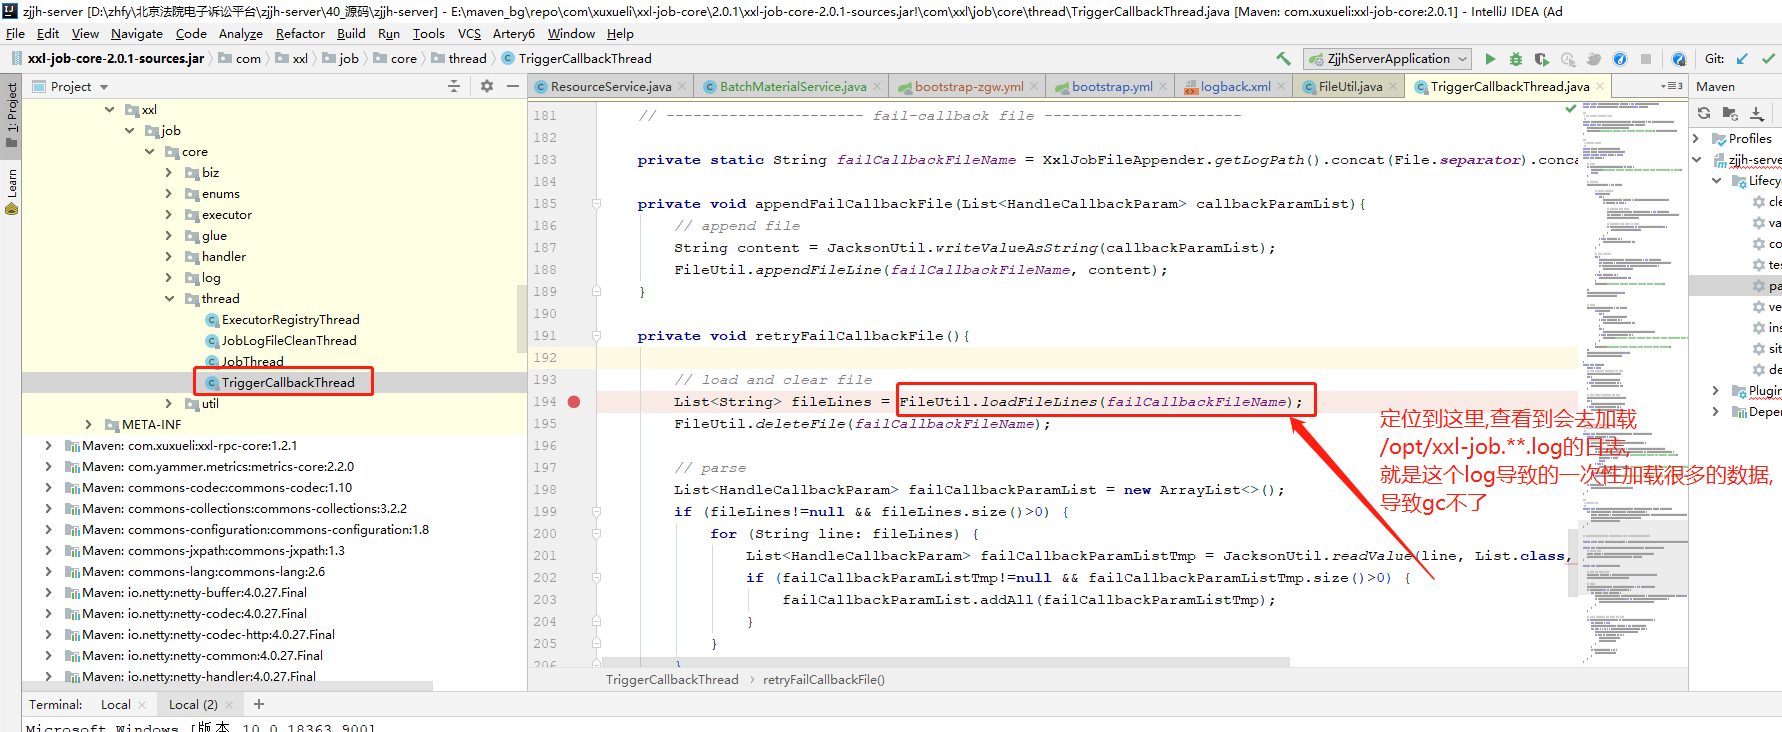 zjjh-server [D:\zhfy\北京法院电子诉讼平台\zjjh-server\40_源码\zjjh-server] - E:\maven_bg\repo\com\xuxueli\xxl-job-core\2.0.1\xxl-job-core-2.0.1-sources.jar!\com\xxl\job\core\thread\TriggerCallbackThread.java [Maven: com.xuxueli:xxl-job-core:2.0.1] - IntelliJ IDEA (Ad
File Edit View Navigate Code Analyze Refactor Build Run Tools VCS Artery6 Window Help
xxl-job-core-2.0.1-sources.jar com xxl job core thread TriggerCallbackThread ZjjhServerApplication Git:
Project ResourceService.java BatchMaterialService.java bootstrap-zgw.yml bootstrap.yml logback.xml FileUtil.java TriggerCallbackThread.java Maven
1: Project
Learn
xxl
job
core
biz
enums
executor
glue
handler
log
thread
ExecutorRegistryThread
JobLogFileCleanThread
JobThread
TriggerCallbackThread
util
META-INF
Maven: com.xuxueli:xxl-rpc-core:1.2.1
Maven: com.yammer.metrics:metrics-core:2.2.0
Maven: commons-codec:commons-codec:1.10
Maven: commons-collections:commons-collections:3.2.2
Maven: commons-configuration:commons-configuration:1.8
Maven: commons-jxpath:commons-jxpath:1.3
Maven: commons-lang:commons-lang:2.6
Maven: io.netty:netty-buffer:4.0.27.Final
Maven: io.netty:netty-codec:4.0.27.Final
Maven: io.netty:netty-codec-http:4.0.27.Final
Maven: io.netty:netty-common:4.0.27.Final
Maven: io.netty:netty-handler:4.0.27.Final
181 // ---------------------- fail-callback file ----------------------
182
183 private static String failCallbackFileName = XxlJobFileAppender.getLogPath().concat(File.separator).conca
184
185 private void appendFailCallbackFile(List<HandleCallbackParam> callbackParamList){
186 // append file
187 String content = JacksonUtil.writeValueAsString(callbackParamList);
188 FileUtil.appendFileLine(failCallbackFileName, content);
189 }
190
191 private void retryFailCallbackFile(){
192
193 // load and clear file
194 List<String> fileLines = FileUtil.loadFileLines(failCallbackFileName);
195 FileUtil.deleteFile(failCallbackFileName);
196
197 // parse
198 List<HandleCallbackParam> failCallbackParamList = new ArrayList<>();
199 if (fileLines!=null && fileLines.size()>0) {
200 for (String line: fileLines) {
201 List<HandleCallbackParam> failCallbackParamListTmp = JacksonUtil.readValue(line, List.class,
202 if (failCallbackParamListTmp!=null && failCallbackParamListTmp.size()>0) {
203 failCallbackParamList.addAll(failCallbackParamListTmp);
204 }
205 }
206 }
定位到这里,查看到会去加载
/opt/xxl-job.**.log的日志,
就是这个log导致的一次性加载很多的数据,
导致gc不了
Profiles
zjjh-serve
Lifecy
cle
va
co
tes
pa
ve
ins
sit
de
Plugin
Depe
TriggerCallbackThread retryFailCallbackFile()
Terminal: Local Local (2) +
Microsoft Windows [版本 10.0.18363.900]